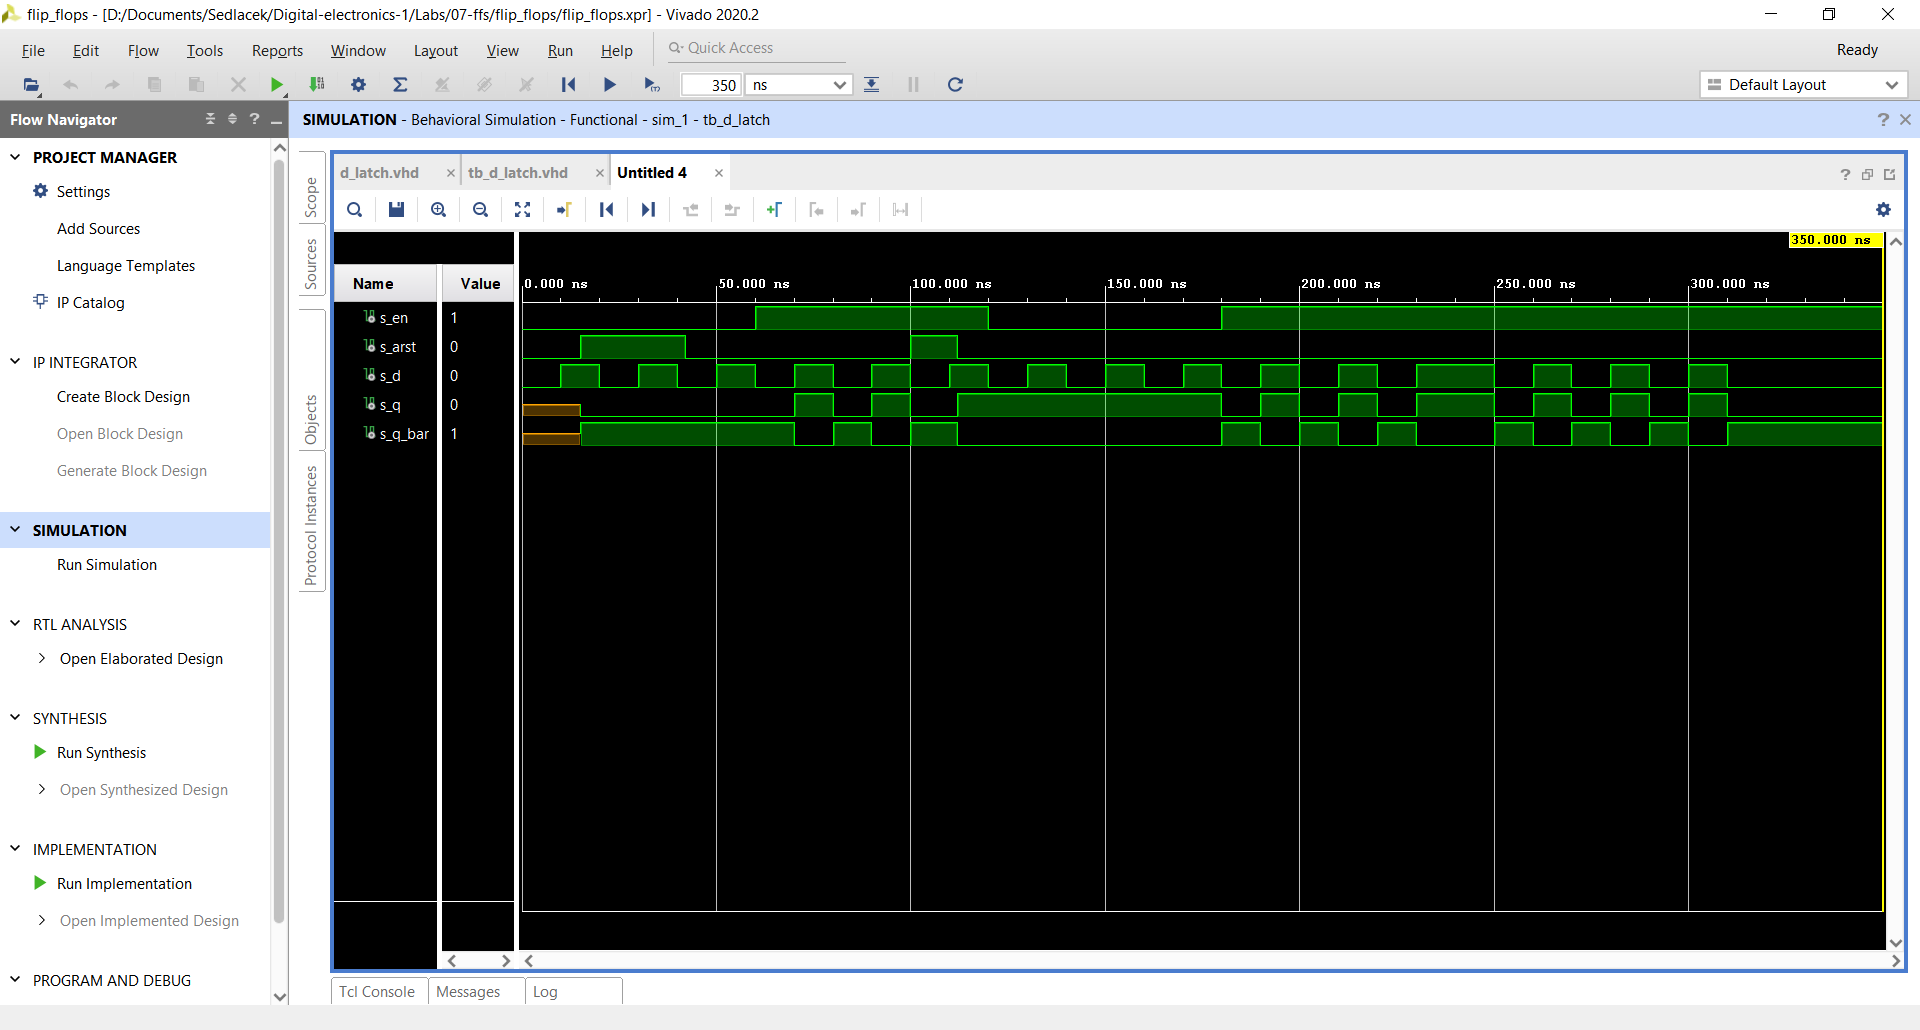 flip_flops - [D:/Documents/Sedlacek/Digital-electronics-1/Labs/07-ffs/flip_flops/flip_flops.xpr] - Vivado 2020.2
File Edit Flow Tools Reports Window Layout View Run Help Quick Access Ready
350 ns Default Layout
Flow Navigator
PROJECT MANAGER
Settings
Add Sources
Language Templates
IP Catalog
IP INTEGRATOR
Create Block Design
Open Block Design
Generate Block Design
SIMULATION
Run Simulation
RTL ANALYSIS
Open Elaborated Design
SYNTHESIS
Run Synthesis
Open Synthesized Design
IMPLEMENTATION
Run Implementation
Open Implemented Design
PROGRAM AND DEBUG
SIMULATION - Behavioral Simulation - Functional - sim_1 - tb_d_latch
Scope
Sources
Objects
Protocol Instances
d_latch.vhd tb_d_latch.vhd Untitled 4
350.000 ns
Name Value 0.000 ns 50.000 ns 100.000 ns 150.000 ns 200.000 ns 250.000 ns 300.000 ns
s_en 1
s_arst 0
s_d 0
s_q 0
s_q_bar 1
Tcl Console Messages Log